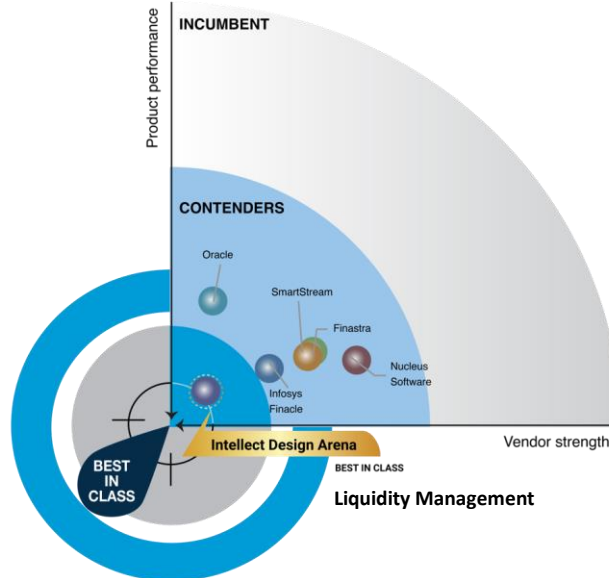 INCUMBENT
Product performance
CONTENDERS
Oracle
SmartStream
Finastra
Nucleus
Software
Infosys
Finacle
Intellect Design Arena
BEST IN CLASS
Vendor strength
BEST
IN
CLASS
Liquidity Management